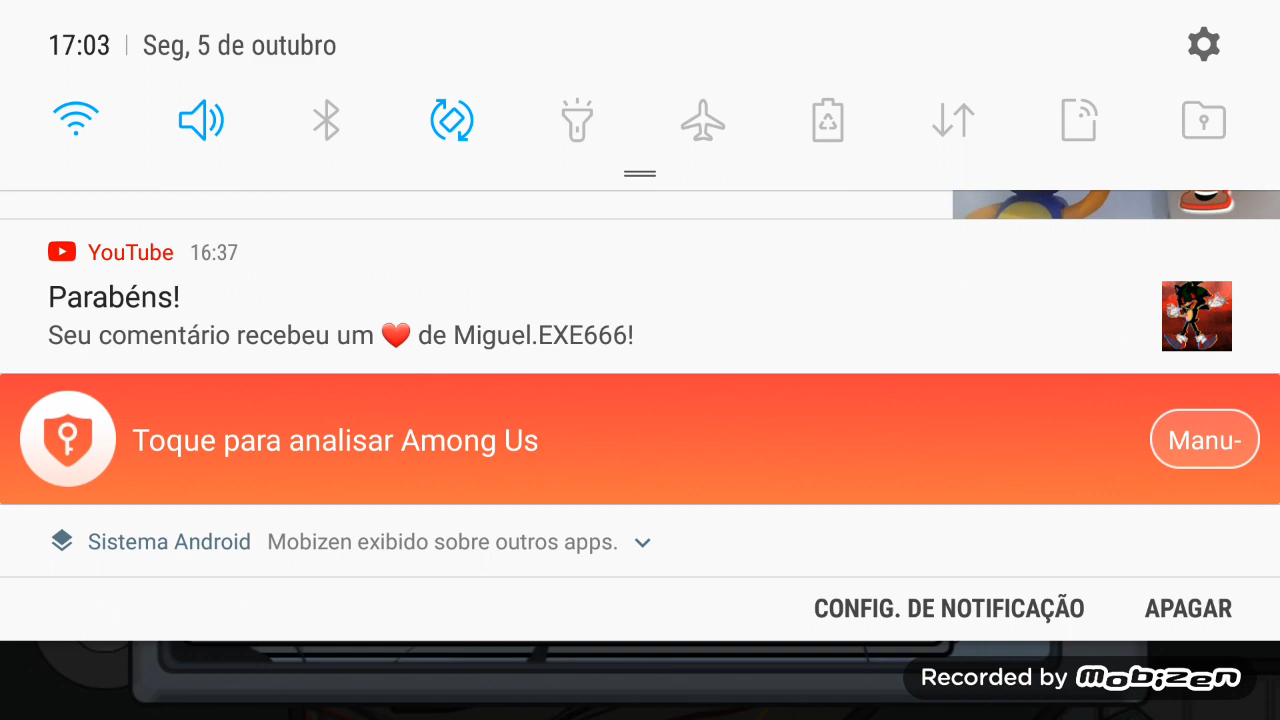 17:03 | Seg, 5 de outubro
YouTube 16:37
Parabéns!
Seu comentário recebeu um ❤️ de Miguel.EXE666!
Toque para analisar Among Us
Manu-
Sistema Android Mobizen exibido sobre outros apps.
CONFIG. DE NOTIFICAÇÃO APAGAR
Recorded by mobizen